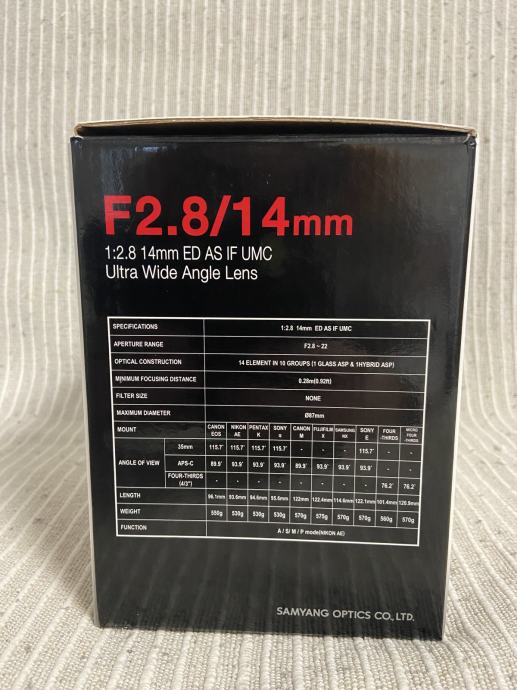 F2.8/14mm
1:2.8 14mm ED AS IF UMC
Ultra Wide Angle Lens
SPECIFICATIONS 1:2.8 14mm ED AS IF UMC
APERTURE RANGE F2.8 ~ 22
OPTICAL CONSTRUCTION 14 ELEMENT IN 10 GROUPS (1 GLASS ASP & 1HYBRID ASP)
MINIMUM FOCUSING DISTANCE 0.28m(0.92ft)
FILTER SIZE NONE
MAXIMUM DIAMETER Ø87mm
MOUNT CANON EOS NIKON AE PENTAX K SONY α CANON M FUJIFILM X SAMSUNG NX SONY E FOUR -THIRDS MICRO FOUR -THIRDS
ANGLE OF VIEW 35mm 115.7˚ 115.7˚ 115.7˚ 115.7˚ - - - 115.7˚ - -
APS-C 89.9˚ 93.9˚ 93.9˚ 93.9˚ 89.9˚ 93.9˚ 93.9˚ 93.9˚ - -
FOUR-THIRDS (4/3") - - - - - - - - 76.2˚ 76.2˚
LENGTH 96.1mm 93.6mm 94.6mm 95.6mm 122mm 122.4mm 114.6mm 122.1mm 101.4mm 120.9mm
WEIGHT 550g 530g 530g 530g 570g 575g 570g 570g 560g 570g
FUNCTION A / S/ M / P mode(NIKON AE)
SAMYANG OPTICS CO., LTD.